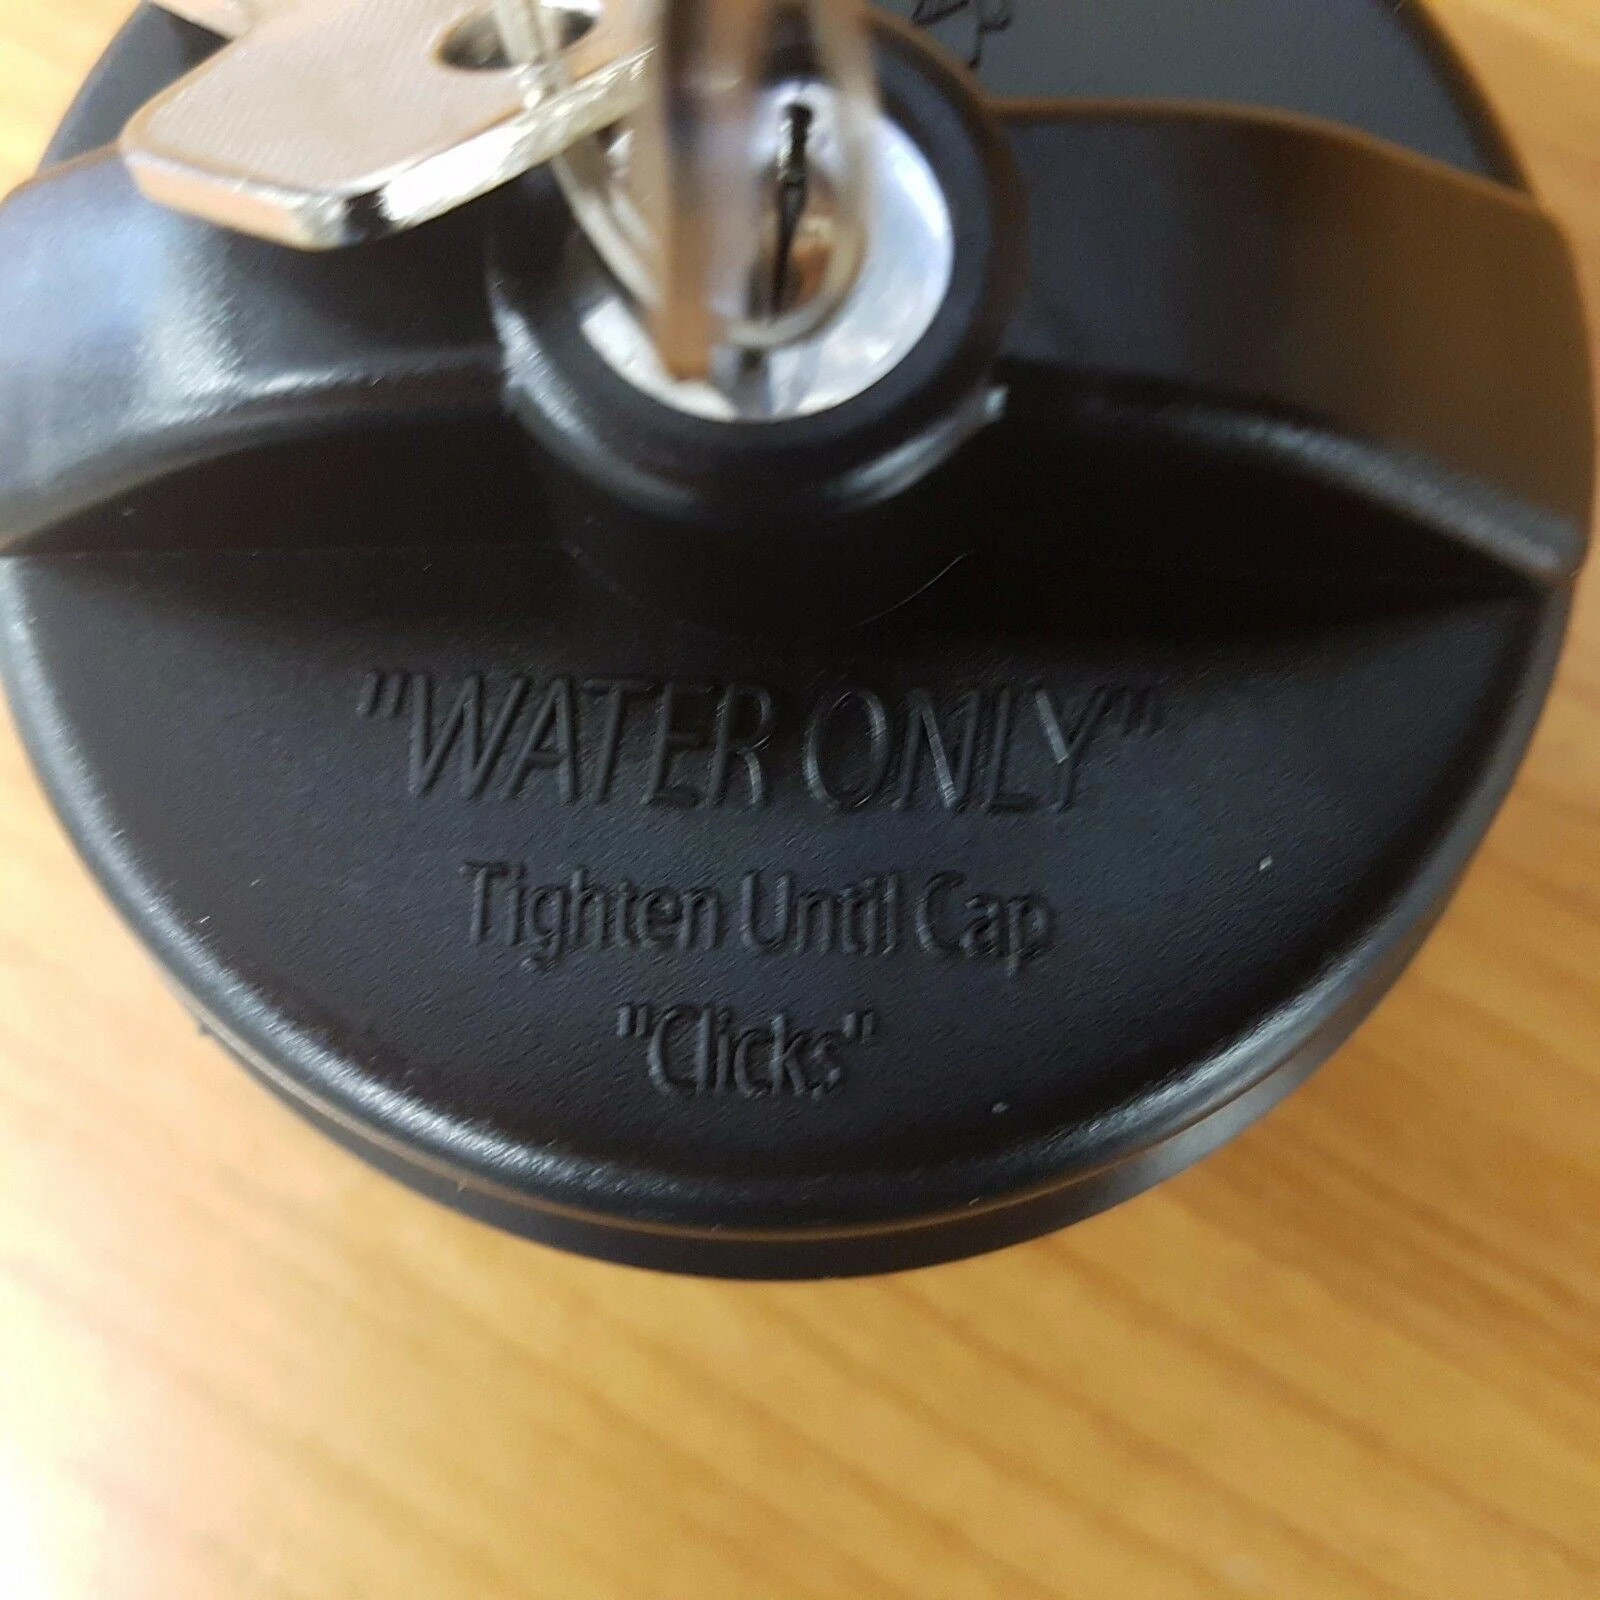 "WATER ONLY"
Tighten Until Cap
"Clicks"